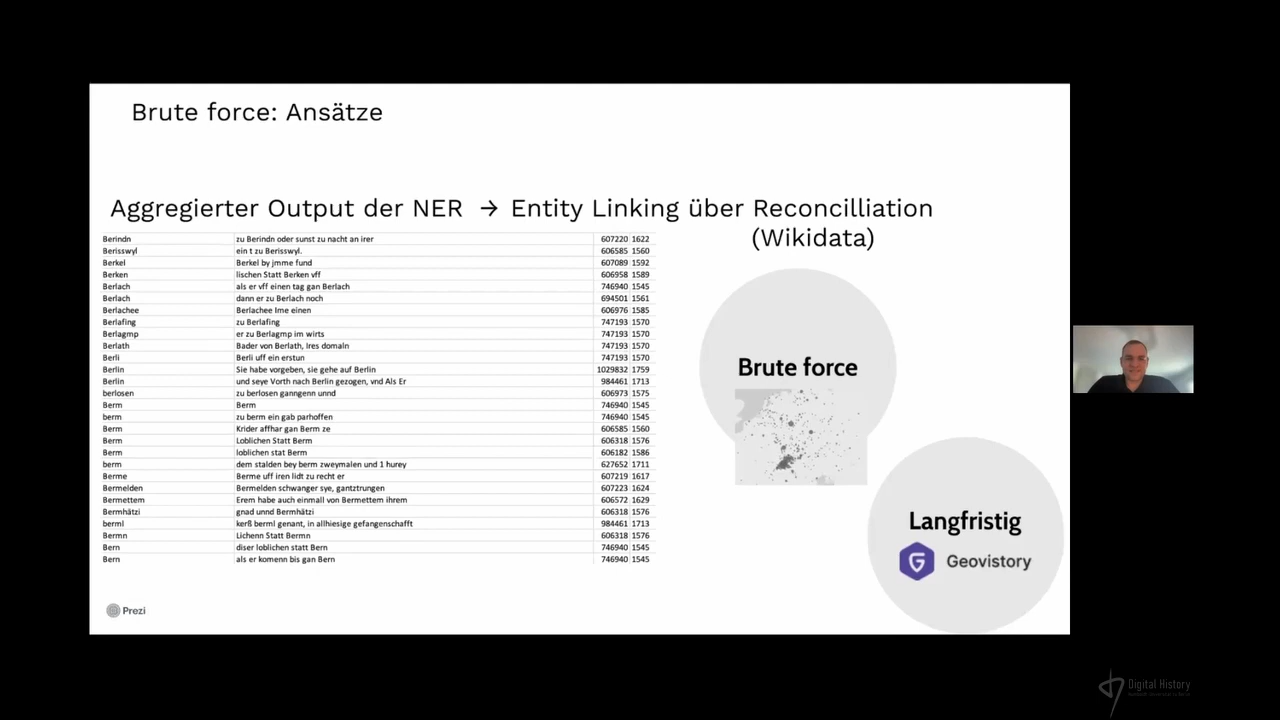 Brute force: Ansätze
Aggregierter Output der NER → Entity Linking über Reconcilliation
(Wikidata)
Berindn zu Berindn oder sunst zu nacht an irer 607220 1622
Berisswyl ein t zu Berisswyl. 606585 1560
Berkel Berkel by jmme fund 607089 1592
Berken lischen Statt Berken vff 606958 1589
Berlach als er vff einen tag gan Berlach 746940 1545
Berlach dann er zu Berlach noch 694501 1561
Berlachee Berlachee Ime einen 606976 1585
Berlafing zu Berlafing 747193 1570
Berlagmp er zu Berlagmp im wirts 747193 1570
Berlath Bader von Berlath, Ires domaln 747193 1570
Berli Berli uff ein erstun 747193 1570
Berlin Sie habe vorgeben, sie gehe auf Berlin 1029832 1759
Berlin und seye Vorth nach Berlin gezogen, vnd Als Er 984461 1713
berlosen zu berlosen ganngenn unnd 606973 1575
Berm Berm 746940 1545
berm zu berm ein gab parhoffen 746940 1545
Berm Krider affhar gan Berm ze 606585 1560
Berm Loblichen Statt Berm 606318 1576
Berm loblichen stat Berm 606182 1586
berm dem stalden bey berm zweymalen und 1 hurey 627652 1711
Berme Berme uff iren lidt zu recht er 607219 1617
Bermelden Bermelden schwanger sye, gantztrungen 607223 1624
Bermettem Erem habe auch einmall von Bermettem ihrem 606572 1629
Bermhätzi gnad unnd Bermhätzi 606318 1576
berml kerß berml genant, in allhiesige gefangenschafft 984461 1713
Bermn Lichenn Statt Bermn 606318 1576
Bern diser loblichen statt Bern 746940 1545
Bern als er komenn bis gan Bern 746940 1545
Brute force
Langfristig
Geovistory
Prezi
Digital History